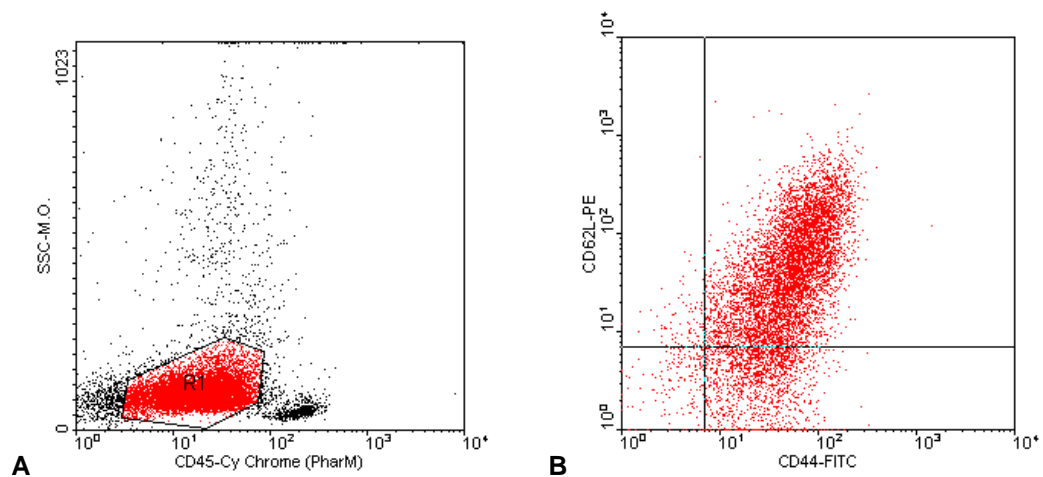 1023
SSC-M.O.
0
R1
10⁰ 10¹ 10² 10³ 10⁴
CD45-Cy Chrome (PharM)
A
10⁴
10³
10²
10¹
10⁰
CD62L-PE
10⁰ 10¹ 10² 10³ 10⁴
CD44-FITC
B